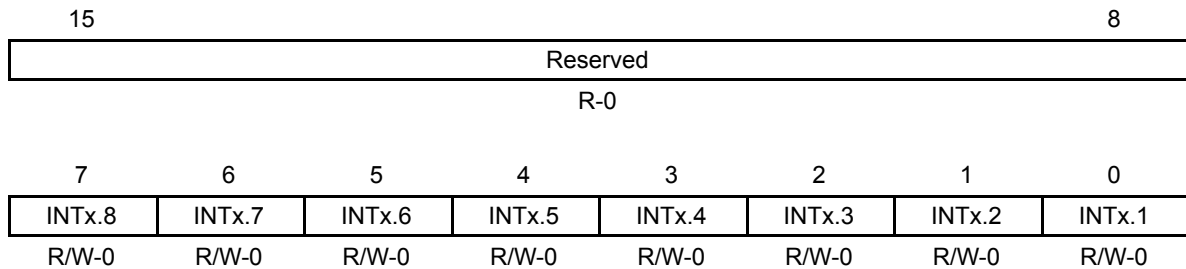 15 8
Reserved
R-0
7 6 5 4 3 2 1 0
INTx.8 INTx.7 INTx.6 INTx.5 INTx.4 INTx.3 INTx.2 INTx.1
R/W-0 R/W-0 R/W-0 R/W-0 R/W-0 R/W-0 R/W-0 R/W-0